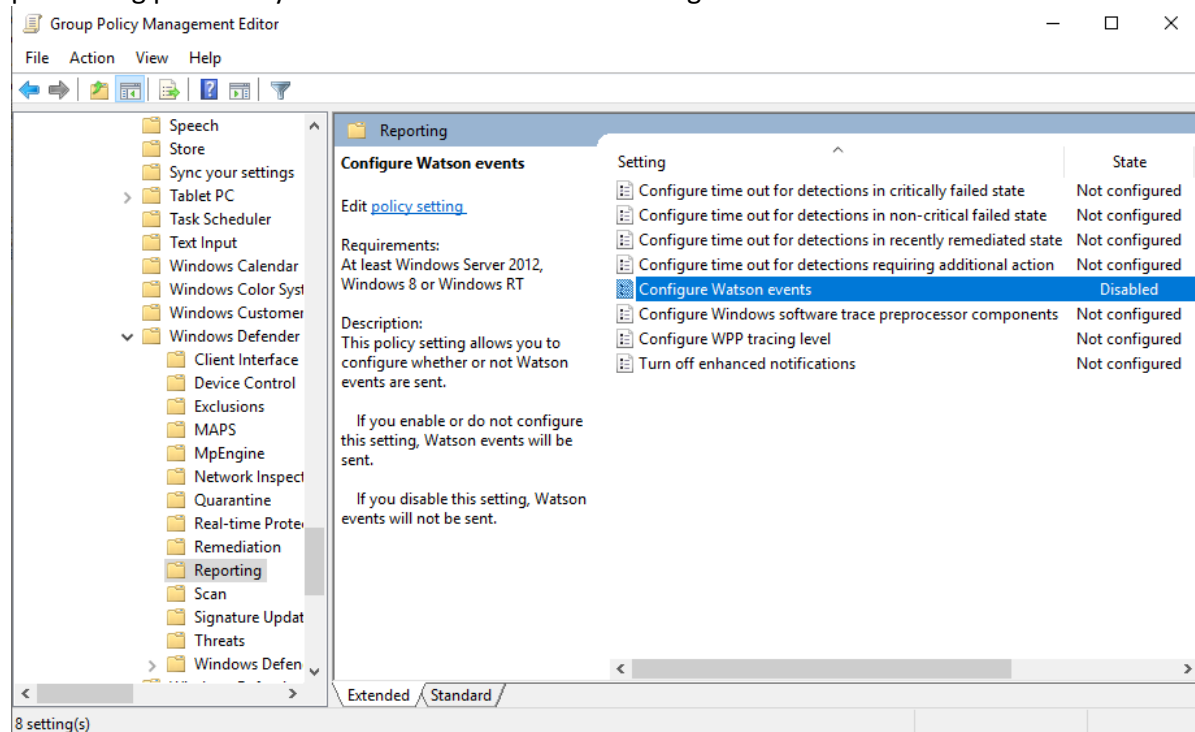 Group Policy Management Editor
File Action View Help
Speech
Store
Sync your settings
Tablet PC
Task Scheduler
Text Input
Windows Calendar
Windows Color Syst
Windows Customer
Windows Defender
Client Interface
Device Control
Exclusions
MAPS
MpEngine
Network Inspect
Quarantine
Real-time Prote
Remediation
Reporting
Scan
Signature Updat
Threats
Windows Defen
Reporting
Configure Watson events
Edit policy setting
Requirements:
At least Windows Server 2012,
Windows 8 or Windows RT
Description:
This policy setting allows you to
configure whether or not Watson
events are sent.
If you enable or do not configure
this setting, Watson events will be
sent.
If you disable this setting, Watson
events will not be sent.
Setting State
Configure time out for detections in critically failed state Not configured
Configure time out for detections in non-critical failed state Not configured
Configure time out for detections in recently remediated state Not configured
Configure time out for detections requiring additional action Not configured
Configure Watson events Disabled
Configure Windows software trace preprocessor components Not configured
Configure WPP tracing level Not configured
Turn off enhanced notifications Not configured
Extended Standard
8 setting(s)